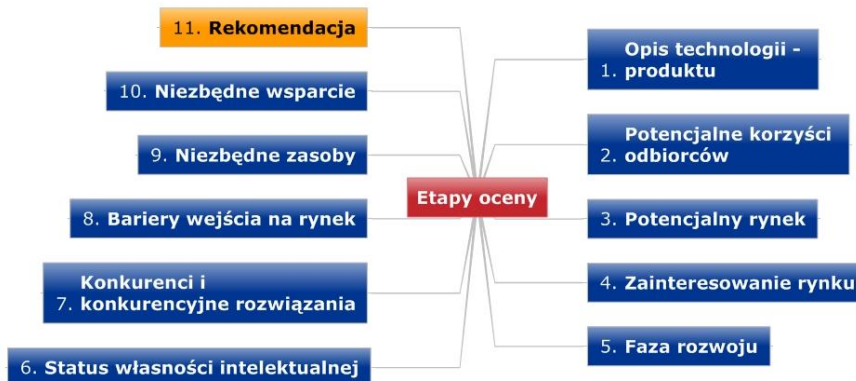 11. Rekomendacja
10. Niezbędne wsparcie
9. Niezbędne zasoby
8. Bariery wejścia na rynek
Konkurenci i
7. konkurencyjne rozwiązania
6. Status własności intelektualnej
Etapy oceny
Opis technologii -
1. produktu
Potencjalne korzyści
2. odbiorców
3. Potencjalny rynek
4. Zainteresowanie rynku
5. Faza rozwoju